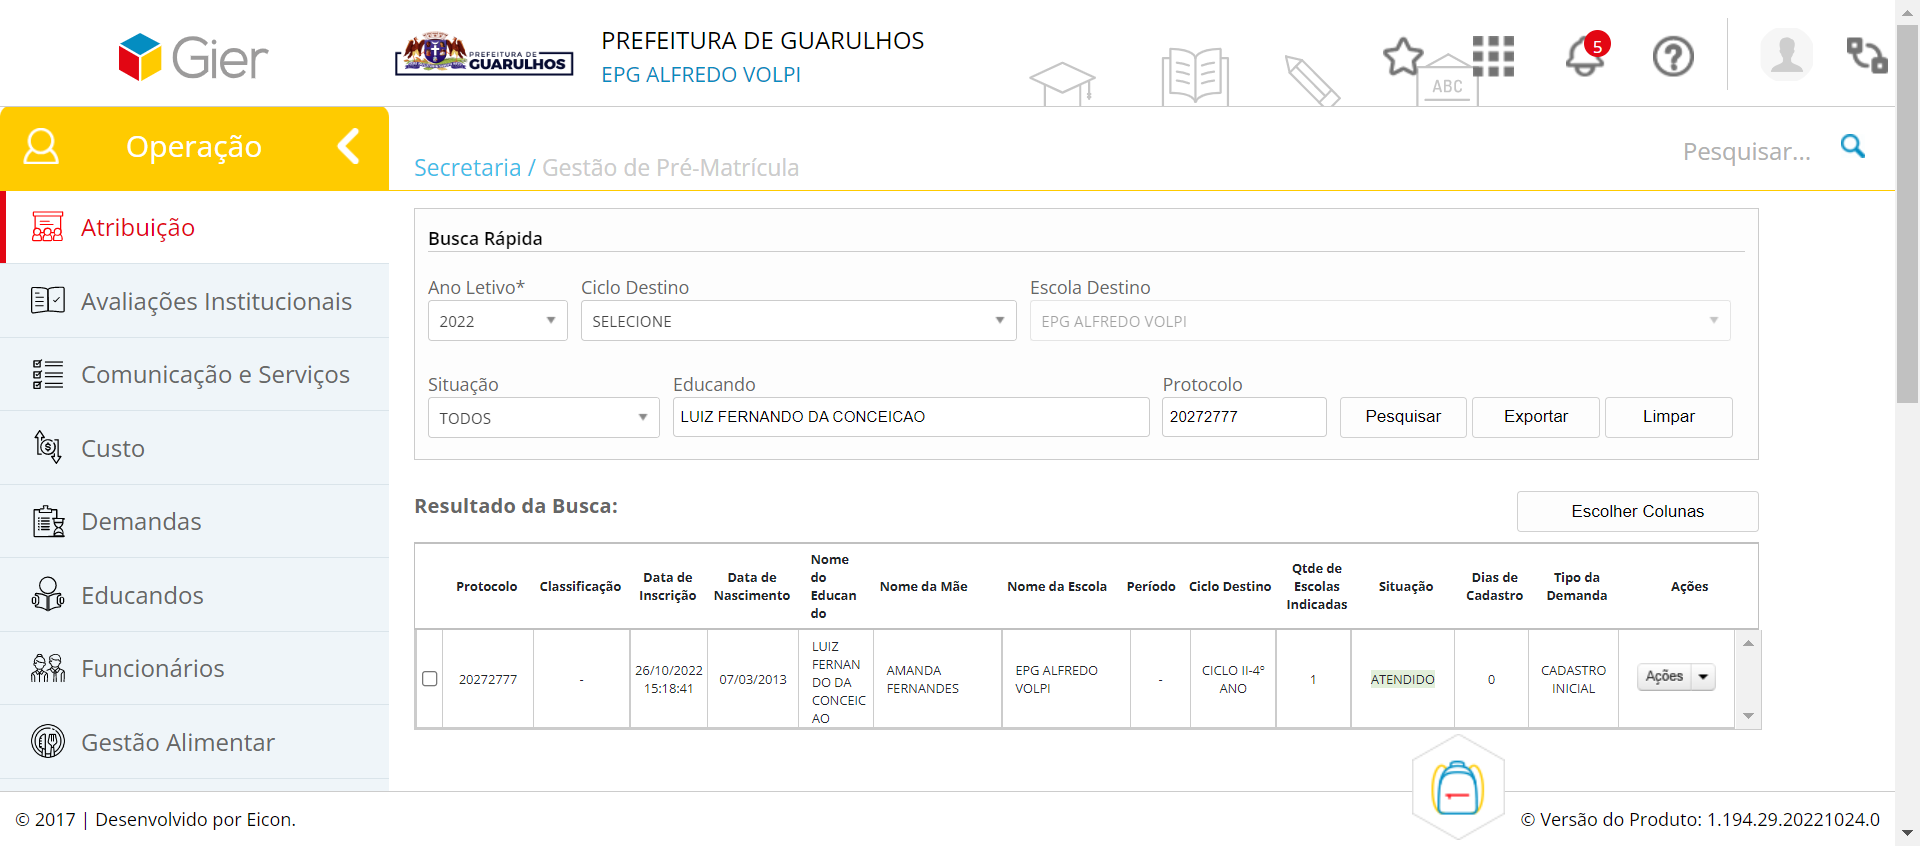 Gier
PREFEITURA DE
GUARULHOS
PREFEITURA DE GUARULHOS
EPG ALFREDO VOLPI
ABC
5
Operação
Secretaria / Gestão de Pré-Matrícula
Pesquisar...
Atribuição
Avaliações Institucionais
Comunicação e Serviços
Custo
Demandas
Educandos
Funcionários
Gestão Alimentar
Busca Rápida
Ano Letivo*
Ciclo Destino
Escola Destino
2022
SELECIONE
EPG ALFREDO VOLPI
Situação
Educando
Protocolo
TODOS
LUIZ FERNANDO DA CONCEICAO
20272777
Pesquisar
Exportar
Limpar
Resultado da Busca:
Escolher Colunas
Protocolo
Classificação
Data de
Inscrição
Data de
Nascimento
Nome
do
Educan
do
Nome da Mãe
Nome da Escola
Período
Ciclo Destino
Qtde de
Escolas
Indicadas
Situação
Dias de
Cadastro
Tipo da
Demanda
Ações
20272777
-
26/10/2022
15:18:41
07/03/2013
LUIZ
FERNAN
DO DA
CONCEIC
AO
AMANDA
FERNANDES
EPG ALFREDO
VOLPI
-
CICLO II-4º
ANO
1
ATENDIDO
0
CADASTRO
INICIAL
Ações
© 2017 | Desenvolvido por Eicon.
© Versão do Produto: 1.194.29.20221024.0